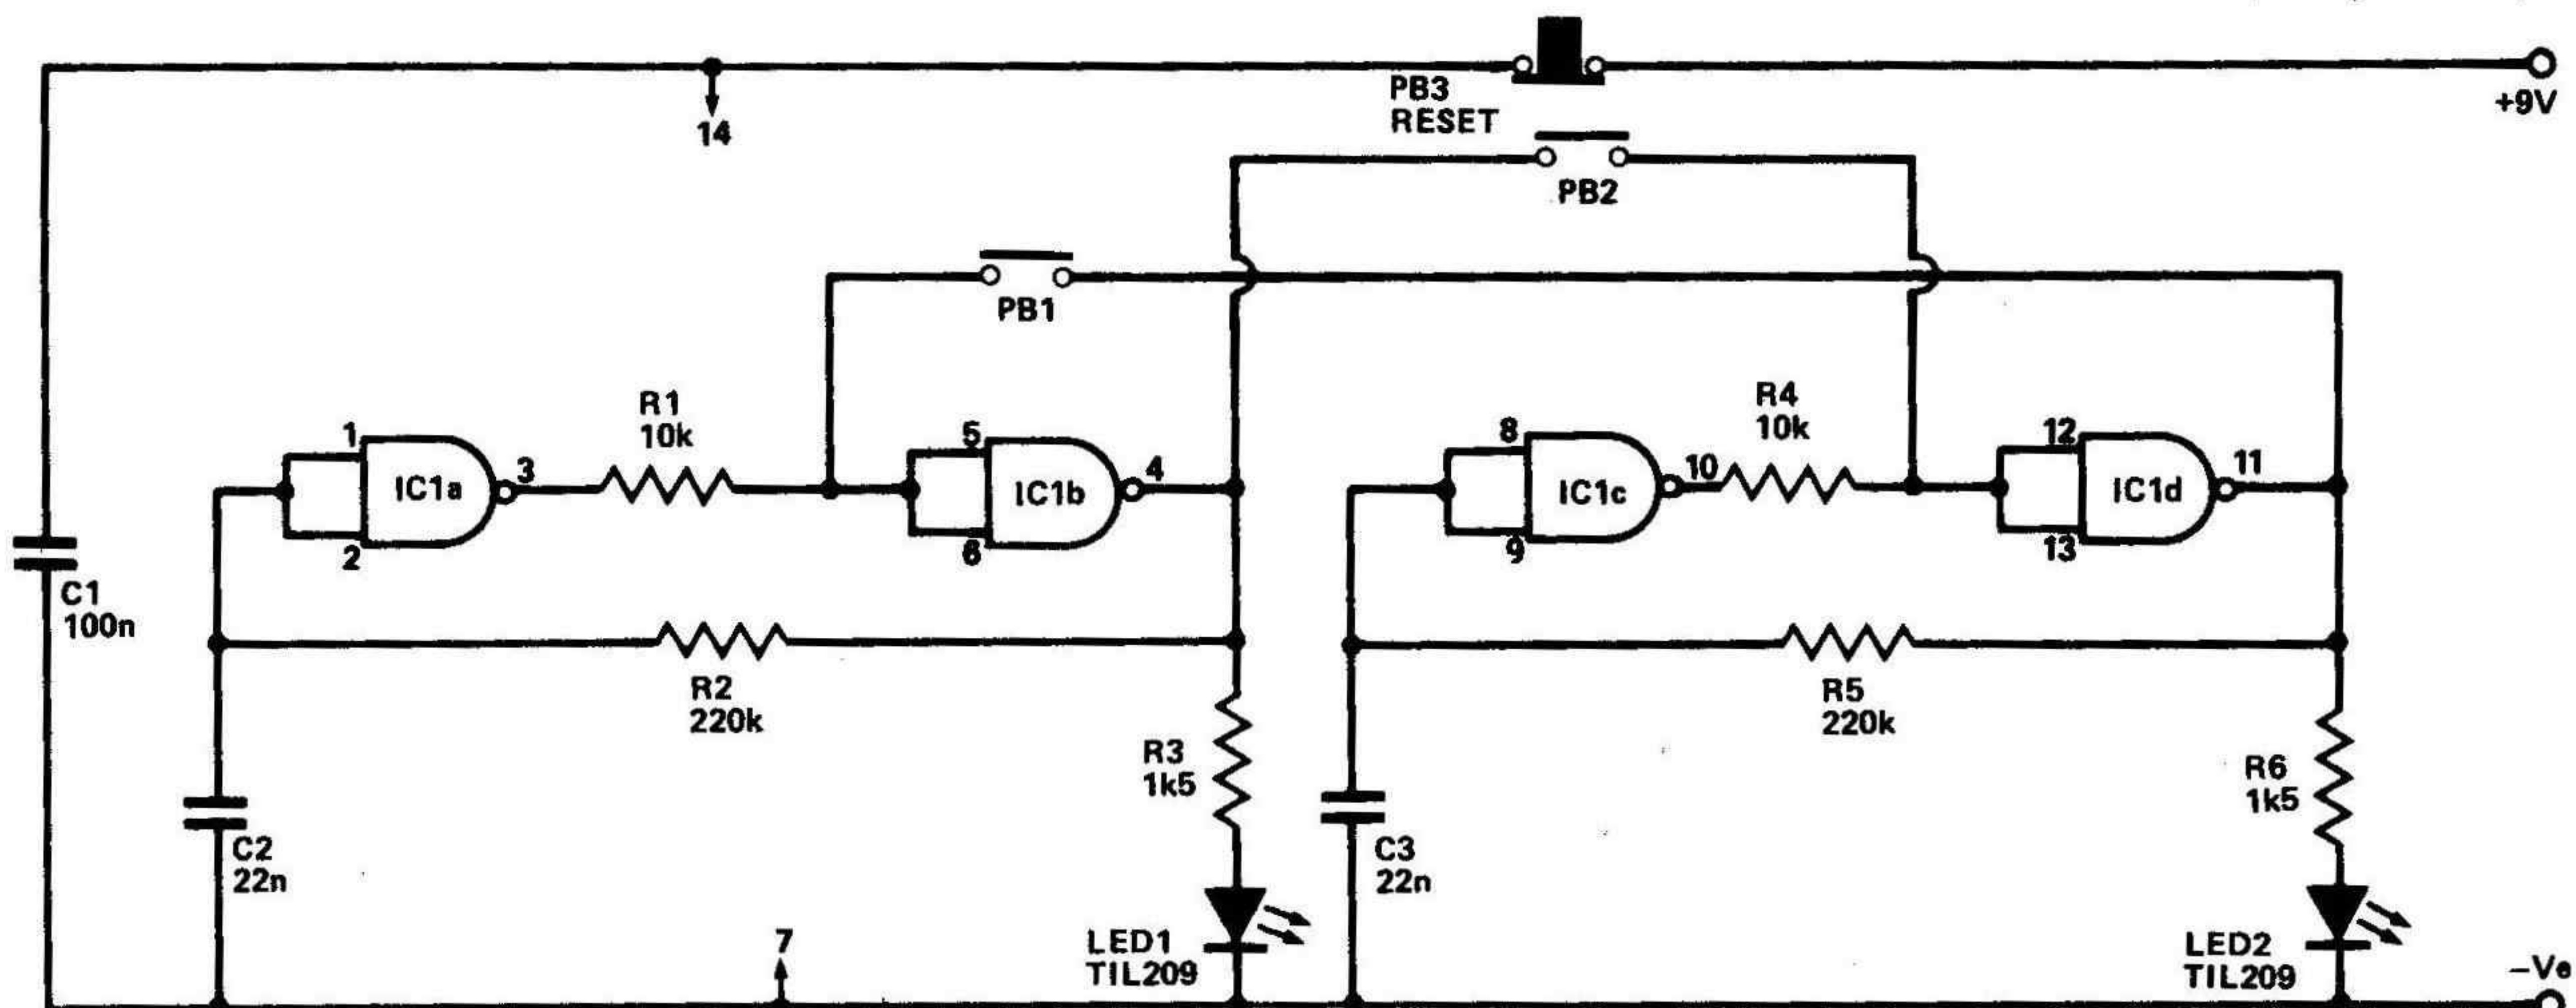 PB3
RESET
+9V
14
PB2
PB1
R1
10k
R4
10k
1
2
IC1a
3
5
6
IC1b
4
8
9
IC1c
10
12
13
IC1d
11
C1
100n
R2
220k
R5
220k
R3
1k5
R6
1k5
C2
22n
C3
22n
7
LED1
TIL209
LED2
TIL209
-Ve